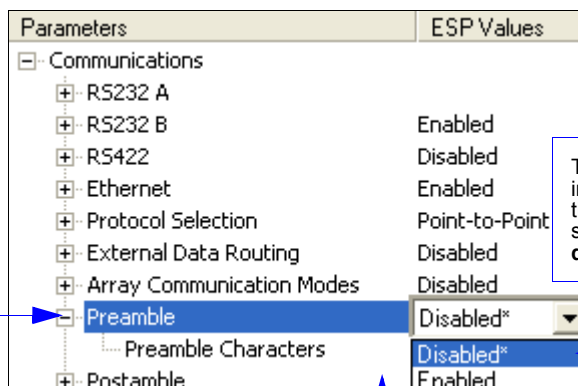 Parameters ESP Values
Communications
RS232 A
RS232 B Enabled
RS422 Disabled
Ethernet Enabled
Protocol Selection Point-to-Point
External Data Routing Disabled
Array Communication Modes Disabled
Preamble Disabled*
Preamble Characters Disabled*
Postamble Enabled